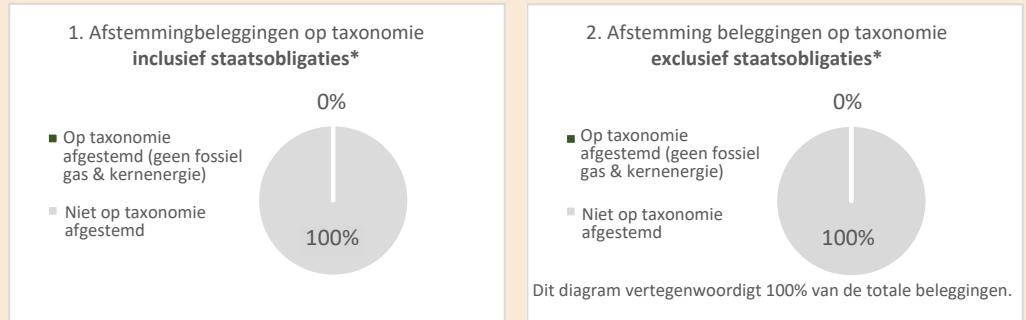 1. Afstemmingbeleggingen op taxonomie
inclusief staatsobligaties*
0%
Op taxonomie
afgestemd (geen fossiel
gas & kernenergie)
Niet op taxonomie
afgestemd
100%
2. Afstemming beleggingen op taxonomie
exclusief staatsobligaties*
0%
Op taxonomie
afgestemd (geen fossiel
gas & kernenergie)
Niet op taxonomie
afgestemd
100%
Dit diagram vertegenwoordigt 100% van de totale beleggingen.